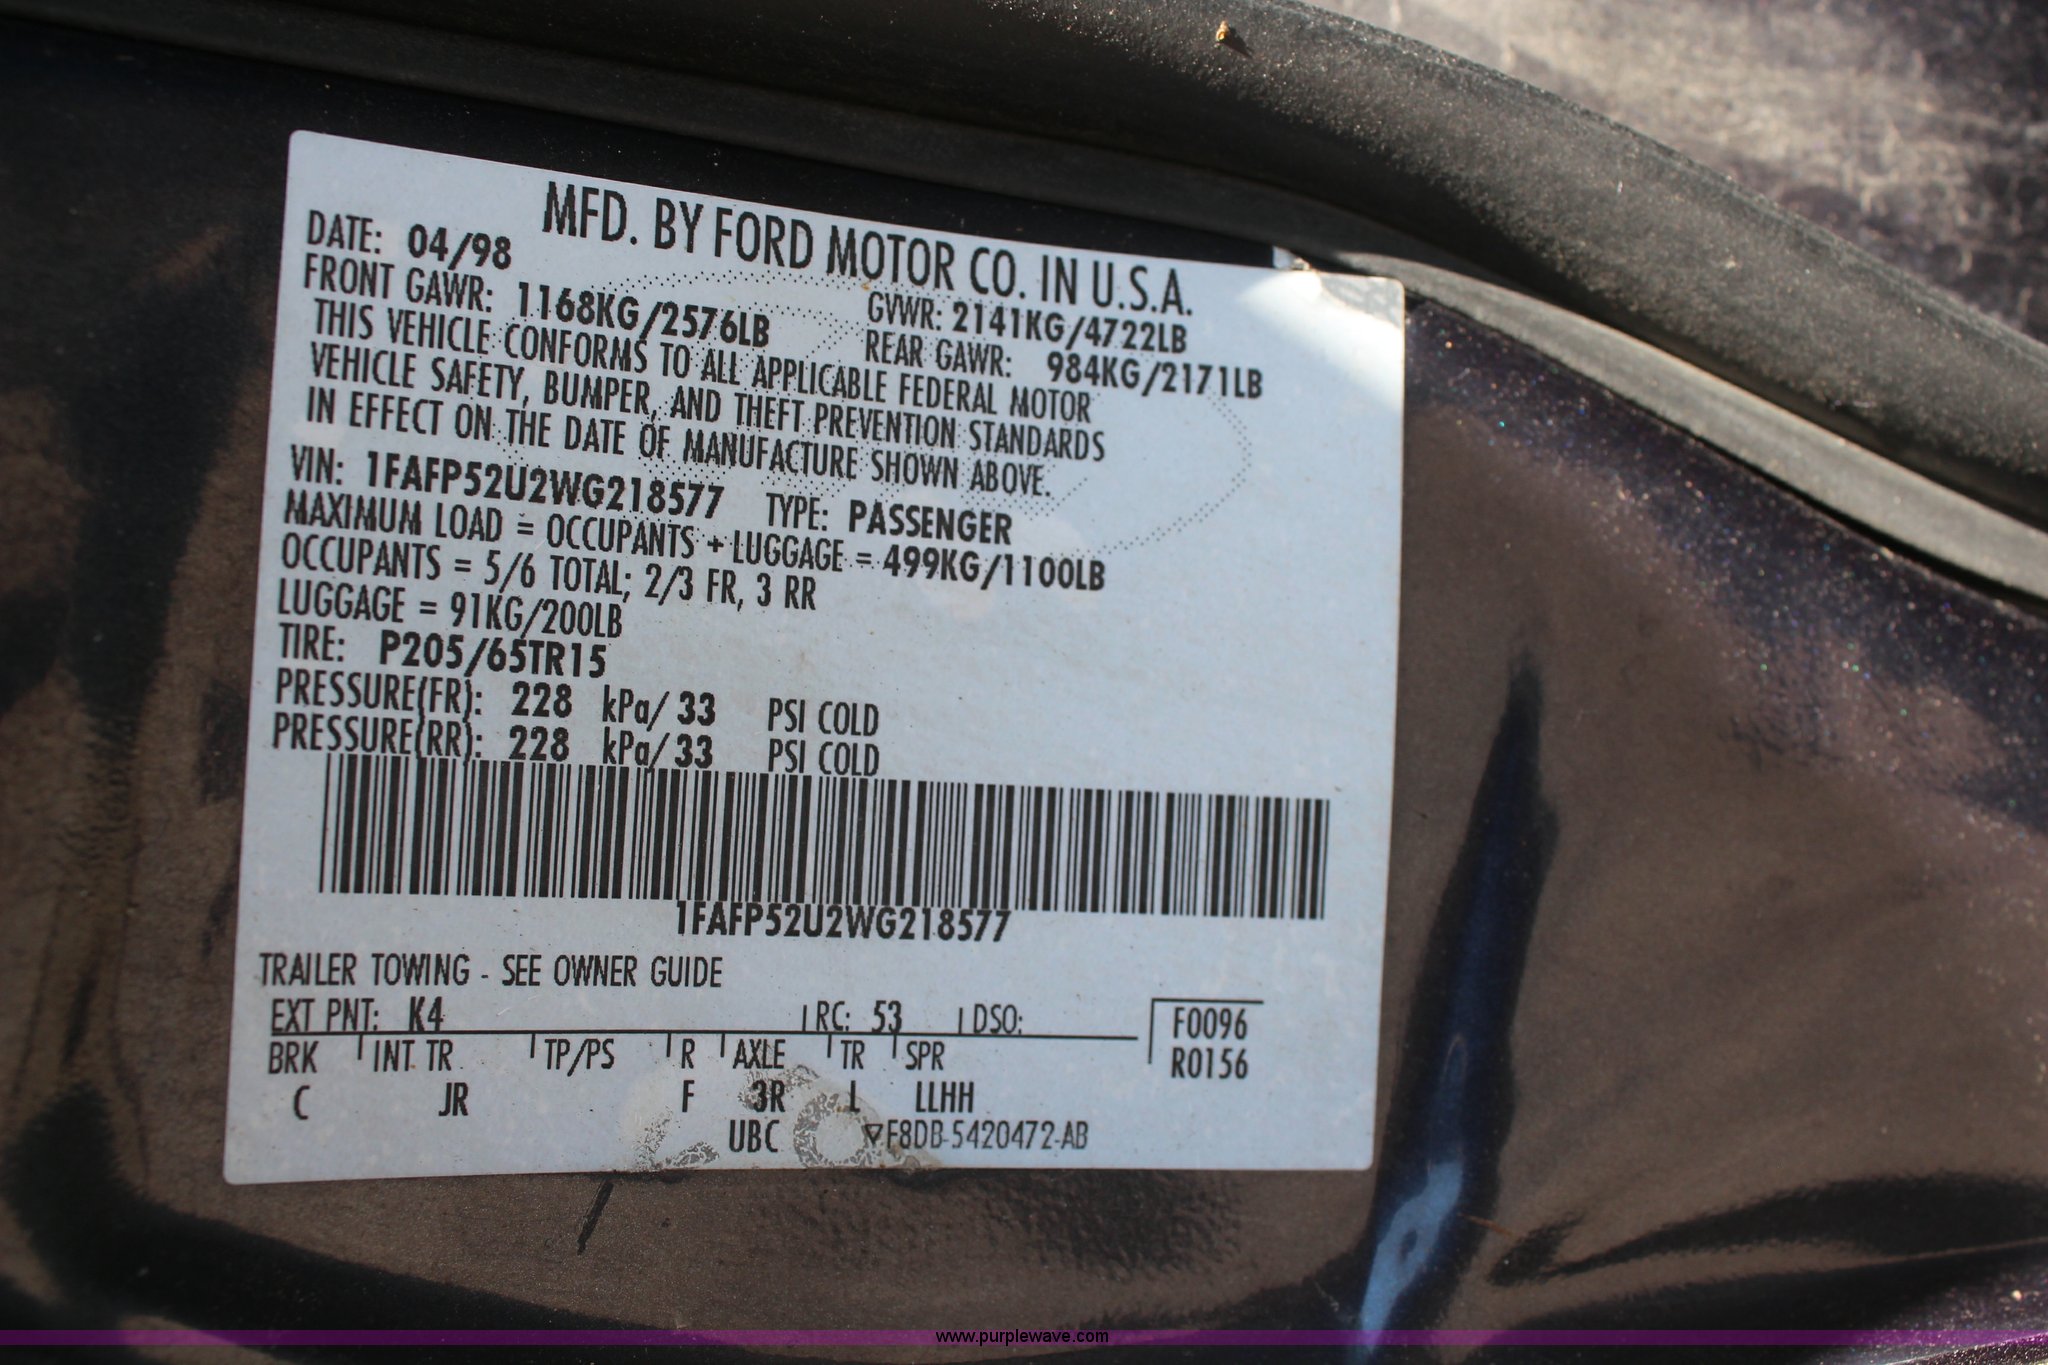 MFD. BY FORD MOTOR CO. IN U.S.A.
DATE: 04/98 GVWR: 2141KG/4722LB
FRONT GAWR: 1168KG/2576LB REAR GAWR: 984KG/2171LB
THIS VEHICLE CONFORMS TO ALL APPLICABLE FEDERAL MOTOR
VEHICLE SAFETY, BUMPER, AND THEFT PREVENTION STANDARDS
IN EFFECT ON THE DATE OF MANUFACTURE SHOWN ABOVE.
VIN: 1FAFP52U2WG218577 TYPE: PASSENGER
MAXIMUM LOAD = OCCUPANTS + LUGGAGE = 499KG/1100LB
OCCUPANTS = 5/6 TOTAL; 2/3 FR, 3 RR
LUGGAGE = 91KG/200LB
TIRE: P205/65TR15
PRESSURE(FR): 228 kPa/ 33 PSI COLD
PRESSURE(RR): 228 kPa/ 33 PSI COLD
1FAFP52U2WG218577
TRAILER TOWING - SEE OWNER GUIDE
EXT PNT: K4 RC: 53 DSO: F0096
BRK INT TR TP/PS R AXLE TR SPR R0156
C JR F 3R L LLHH
UBC ▽F8DB-5420472-AB
www.purplewave.com